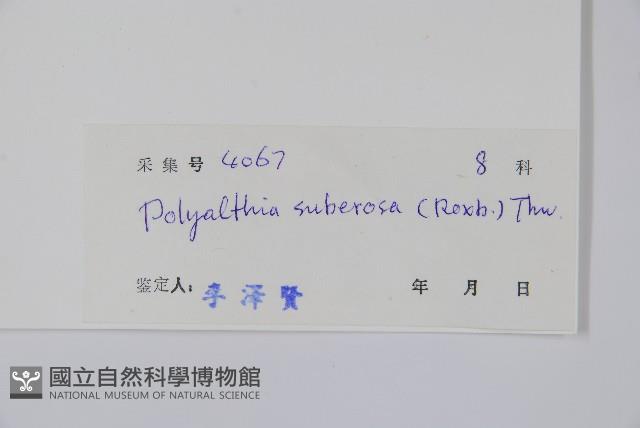 采集号 4067 8 科
Polyalthia suberosa (Roxb.) Thw.
鉴定人: 李泽贤 年 月 日
國立自然科學博物館
NATIONAL MUSEUM OF NATURAL SCIENCE